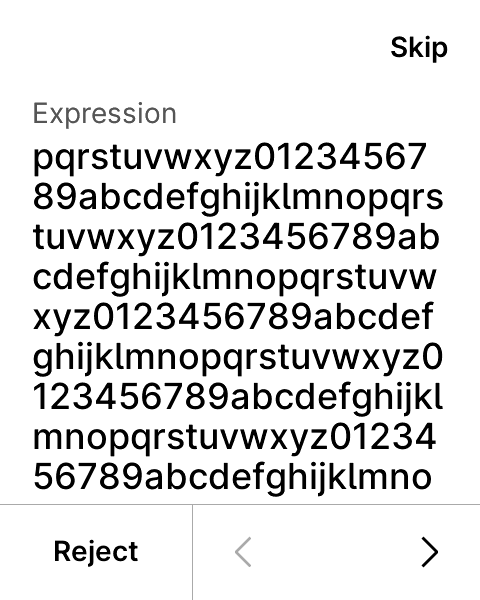 Skip
Expression
pqrstuvwxyz01234567
89abcdefghijklmnopqrs
tuvwxyz0123456789ab
cdefghijklmnopqrstuvw
xyz0123456789abcdef
ghijklmnopqrstuvwxyz0
123456789abcdefghijkl
mnopqrstuvwxyz01234
56789abcdefghijklmno
Reject